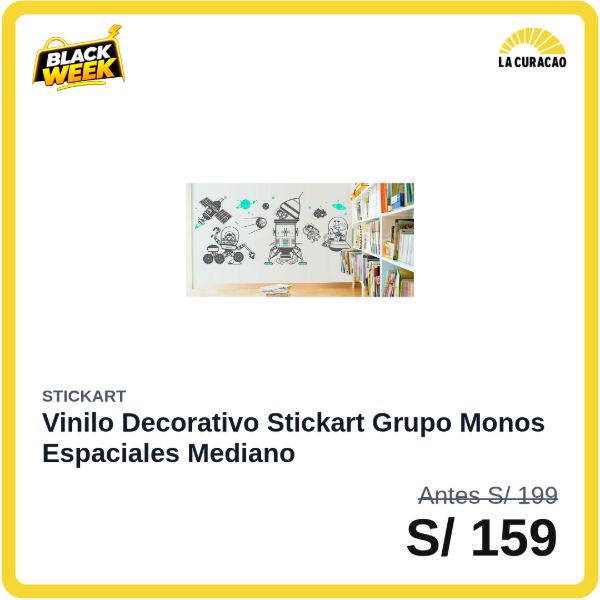 BLACK
WEEK
LA CURACAO
STICKART
Vinilo Decorativo Stickart Grupo Monos
Espaciales Mediano
Antes S/ 199
S/ 159